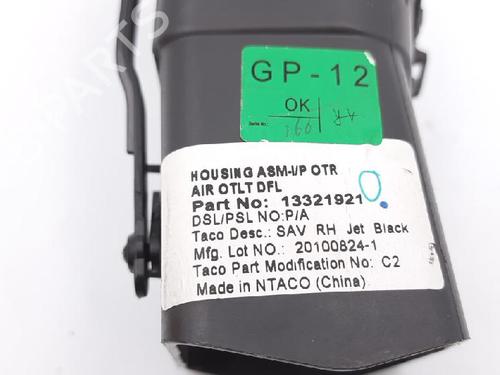 GP-12
OK
HOUSING ASM-I/P OTR
AIR OTLT DFL
Part No: 13321921
DSL/PSL NO:P/A
Taco Desc.: SAV RH Jet Black
Mfg. Lot NO.: 20100824-1
Taco Part Modification No: C2
Made in NTACO (China)